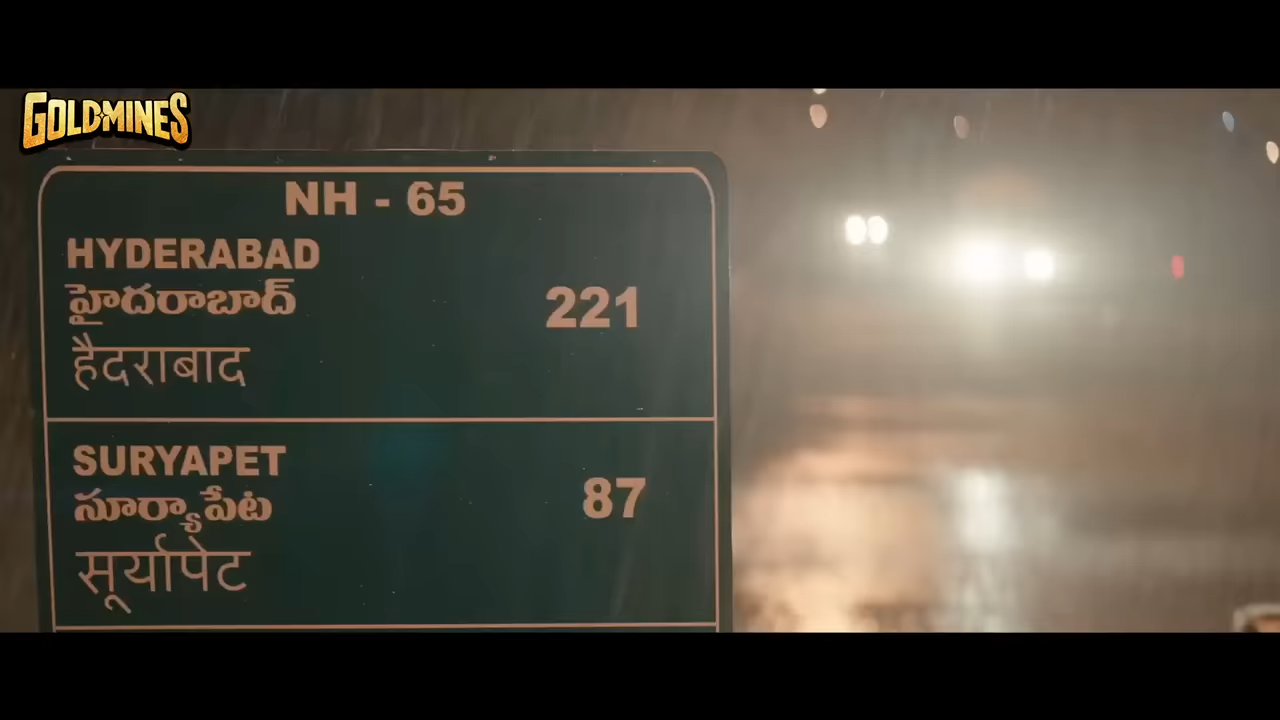 GOLDMINES
NH - 65
HYDERABAD
హైదరాబాద్
221
हैदराबाद
SURYAPET
సూర్యాపేట
87
सूर्यापेट